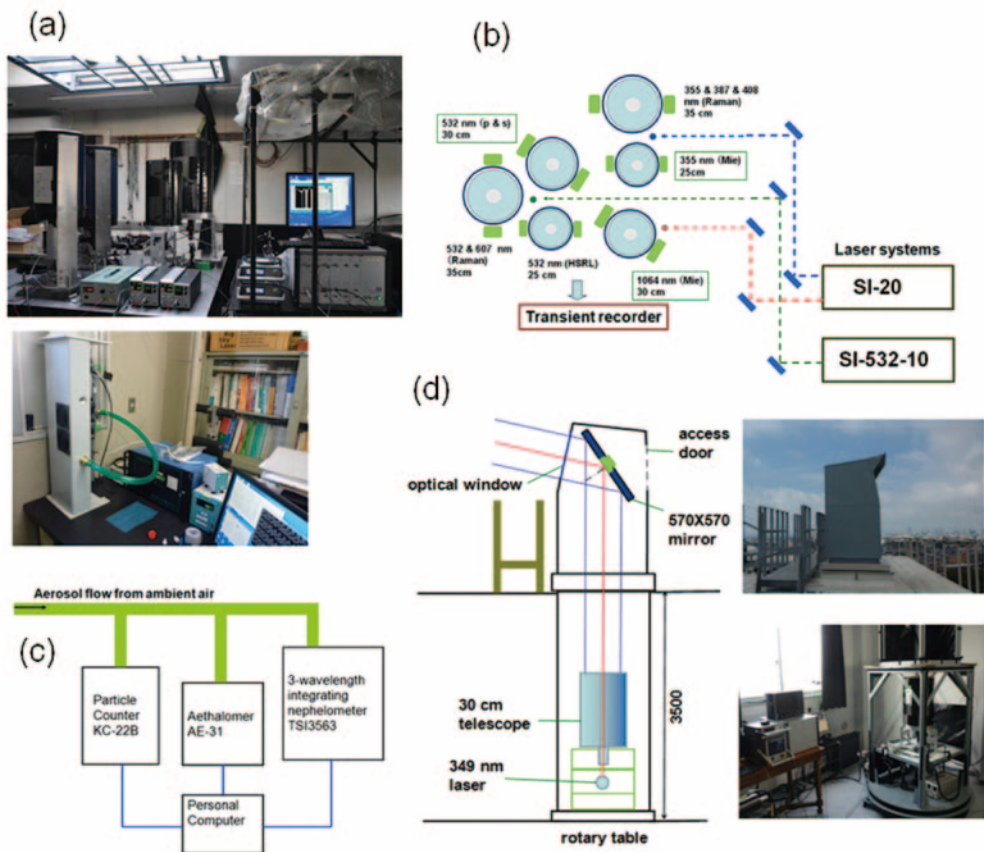 (a)
(b)
355 & 387 & 408
nm (Raman)
35 cm
532 nm (p & s)
30 cm
355 nm (Mie)
25cm
532 & 607 nm
(Raman)
35cm
532 nm (HSRL)
25 cm
1064 nm (Mie)
30 cm
Transient recorder
Laser systems
SI-20
SI-532-10
(c)
Aerosol flow from ambient air
Particle
Counter
KC-22B
Aethalomer
AE-31
3-wavelength
integrating
nephelometer
TSI3563
Personal
Computer
(d)
access
door
optical window
570X570
mirror
30 cm
telescope
349 nm
laser
3500
rotary table